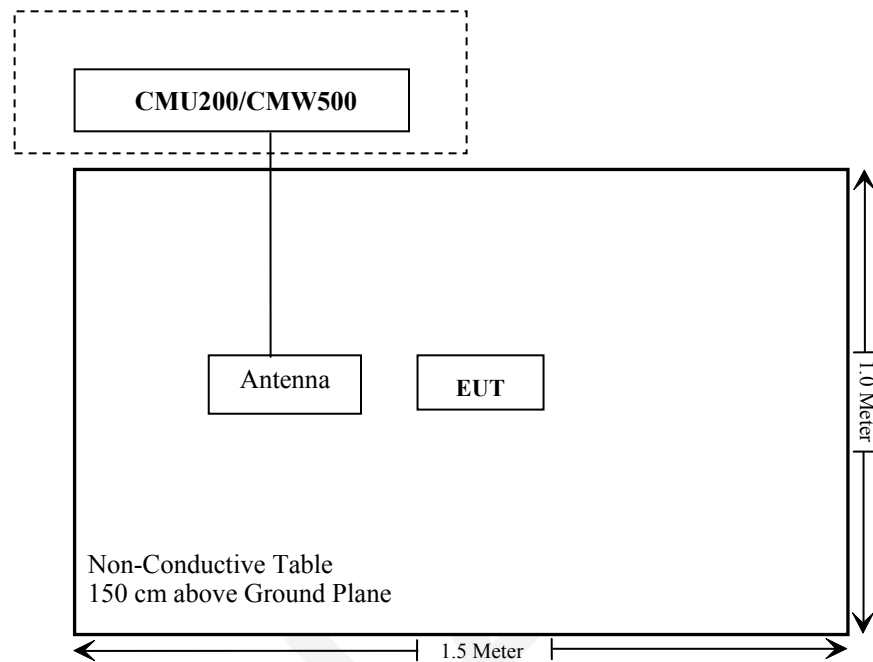 CMU200/CMW500
Antenna
EUT
1.0 Meter
Non-Conductive Table
150 cm above Ground Plane
1.5 Meter